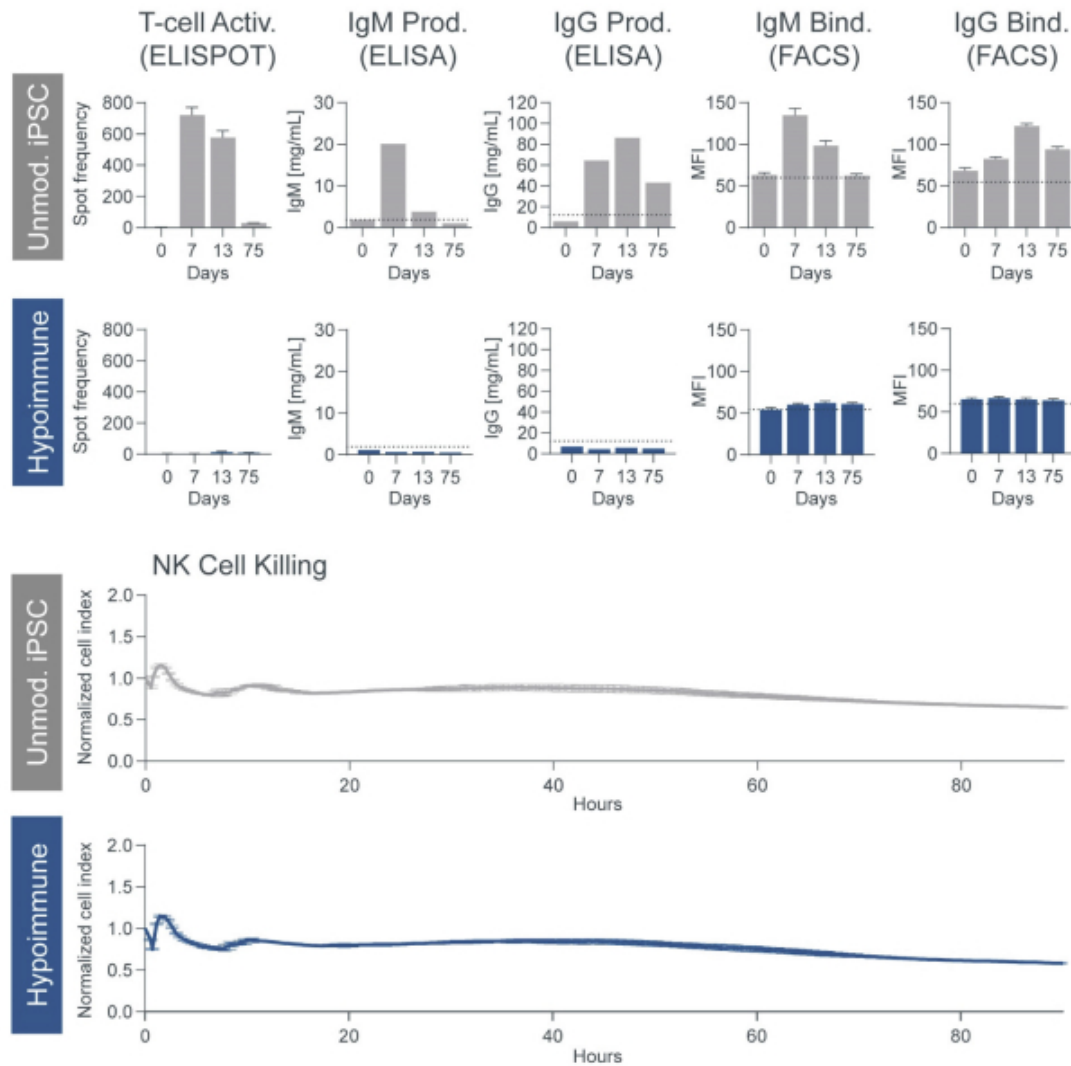 T-cell Activ.
(ELISPOT)
IgM Prod.
(ELISA)
IgG Prod.
(ELISA)
IgM Bind.
(FACS)
IgG Bind.
(FACS)
Unmod. iPSC
Spot frequency
800
600
400
200
0
0 7 13 75
Days
IgM [mg/mL]
30
20
10
0
0 7 13 75
Days
IgG [mg/mL]
120
100
80
60
40
20
0
0 7 13 75
Days
MFI
150
100
50
0
0 7 13 75
Days
MFI
150
100
50
0
0 7 13 75
Days
Hypoimmune
Spot frequency
800
600
400
200
0
0 7 13 75
Days
IgM [mg/mL]
30
20
10
0
0 7 13 75
Days
IgG [mg/mL]
120
100
80
60
40
20
0
0 7 13 75
Days
MFI
150
100
50
0
0 7 13 75
Days
MFI
150
100
50
0
0 7 13 75
Days
NK Cell Killing
Unmod. iPSC
Normalized cell index
2.0
1.5
1.0
0.5
0.0
0 20 40 60 80
Hours
Hypoimmune
Normalized cell index
2.0
1.5
1.0
0.5
0.0
0 20 40 60 80
Hours